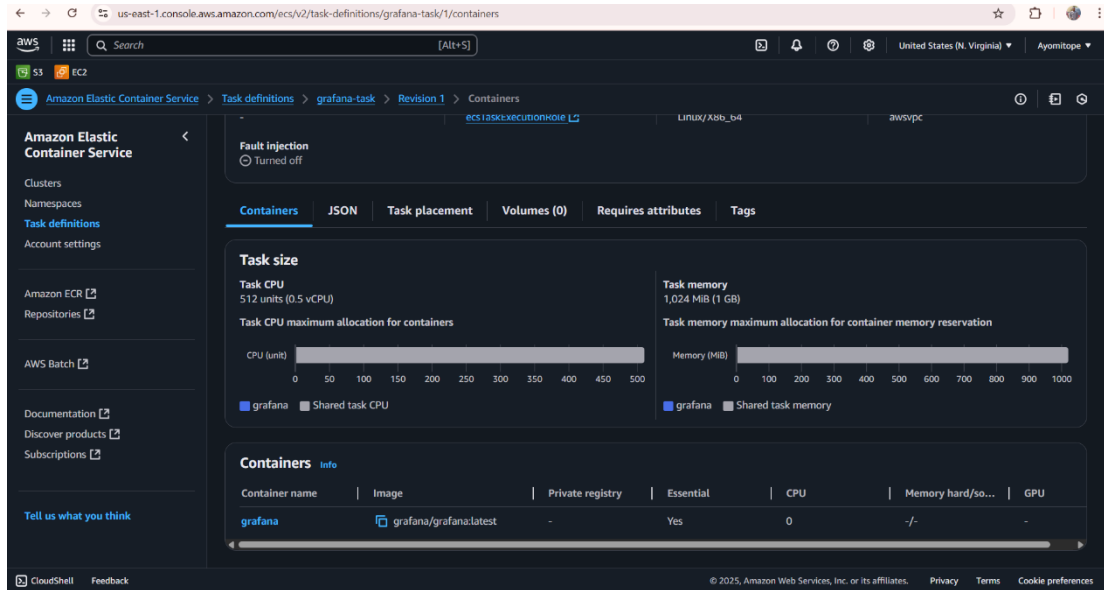 us-east-1.console.aws.amazon.com/ecs/v2/task-definitions/grafana-task/1/containers
aws Search [Alt+S] United States (N. Virginia) ▼ Ayomitope ▼
S3 EC2
Amazon Elastic Container Service > Task definitions > grafana-task > Revision 1 > Containers
Amazon Elastic Container Service
Clusters
Namespaces
Task definitions
Account settings
Amazon ECR
Repositories
AWS Batch
Documentation
Discover products
Subscriptions
Tell us what you think
- ecsTaskExecutionRole Linux/X86_64 awsvpc
Fault injection
Turned off
Containers JSON Task placement Volumes (0) Requires attributes Tags
Task size
Task CPU
512 units (0.5 vCPU)
Task CPU maximum allocation for containers
CPU (unit)
0 50 100 150 200 250 300 350 400 450 500
grafana Shared task CPU
Task memory
1,024 MiB (1 GB)
Task memory maximum allocation for container memory reservation
Memory (MiB)
0 100 200 300 400 500 600 700 800 900 1000
grafana Shared task memory
Containers Info
Container name Image Private registry Essential CPU Memory hard/so... GPU
grafana grafana/grafana:latest - Yes 0 -/- -
CloudShell Feedback © 2025, Amazon Web Services, Inc. or its affiliates. Privacy Terms Cookie preferences